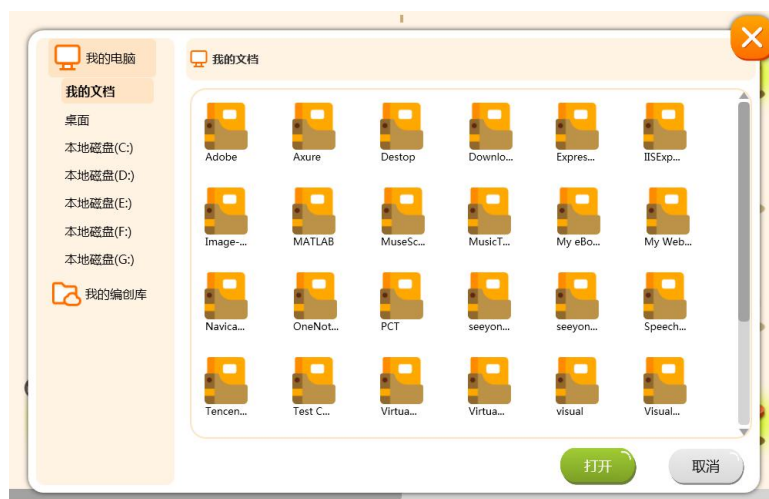 我的电脑
我的文档
桌面
本地磁盘(C:)
本地磁盘(D:)
本地磁盘(E:)
本地磁盘(F:)
本地磁盘(G:)
我的编创库
我的文档
Adobe Axure Destop Downlo... Expres... IISExp...
Image-... MATLAB MuseSc... MusicT... My eBo... My Web...
Navica... OneNot... PCT seeyon... seeyon... Speech...
Tencen... Test C... Virtua... Virtua... visual Visual...
打开 取消